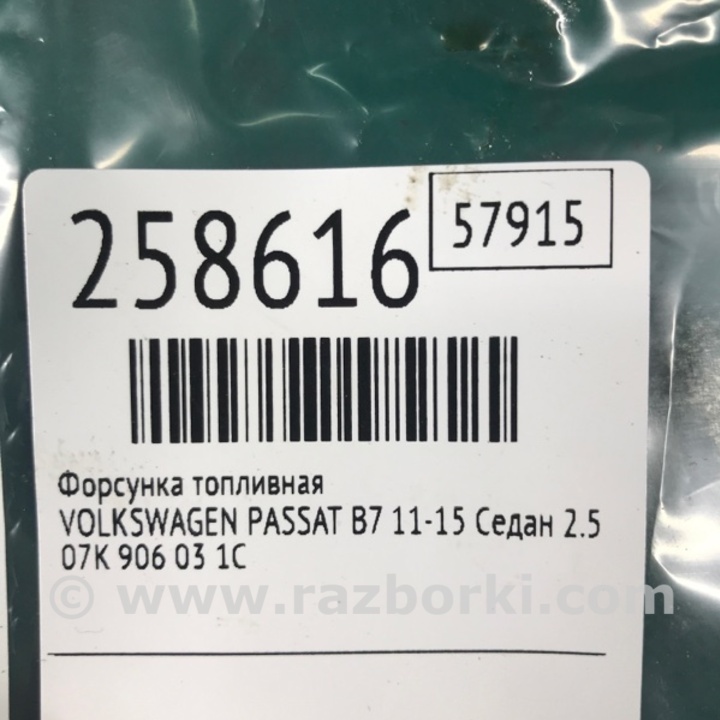 258616
57915
Форсунка топливная
VOLKSWAGEN PASSAT B7 11-15 Седан 2.5
07K 906 03 1C
© www.razborki.com